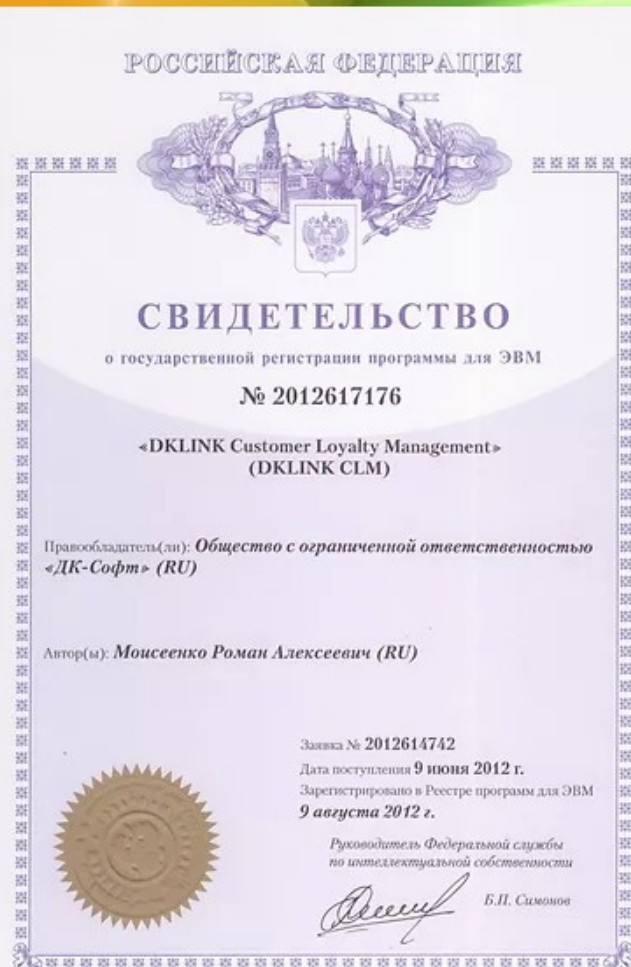 РОССИЙСКАЯ ФЕДЕРАЦИЯ
СВИДЕТЕЛЬСТВО
о государственной регистрации программы для ЭВМ
№ 2012617176
«DKLINK Customer Loyalty Management»
(DKLINK CLM)
Правообладатель(ли): Общество с ограниченной ответственностью
«ДК-Софт» (RU)
Автор(ы): Моисеенко Роман Алексеевич (RU)
Заявка № 2012614742
Дата поступления 9 июня 2012 г.
Зарегистрировано в Реестре программ для ЭВМ
9 августа 2012 г.
Руководитель Федеральной службы
по интеллектуальной собственности
Б.П. Симонов